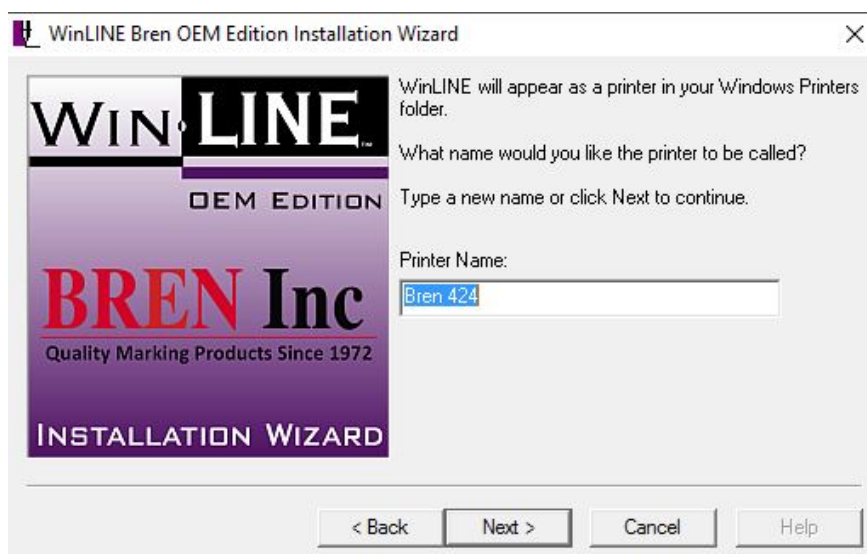 WinLINE Bren OEM Edition Installation Wizard
WIN·LINE™
OEM EDITION
BREN Inc
Quality Marking Products Since 1972
INSTALLATION WIZARD
WinLINE will appear as a printer in your Windows Printers
folder.
What name would you like the printer to be called?
Type a new name or click Next to continue.
Printer Name:
Bren 424
< Back
Next >
Cancel
Help